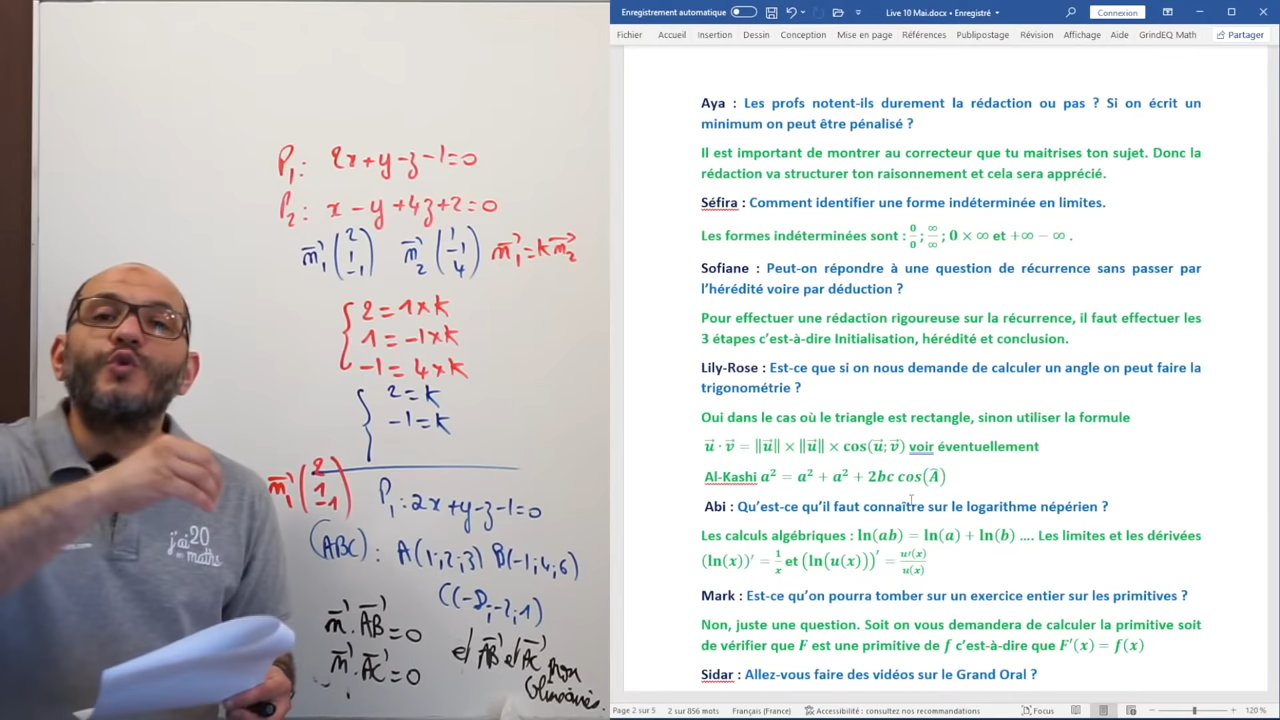 P₁: 2x+y-z-1=0
P₂: x-y+4z+2=0
n⃗₁(2 1 -1) n⃗₂(1 -1 4) n⃗₁=kn⃗₂
2=1×k
1=-1×k
-1=4×k
2=k
-1=k
n⃗₁(2 1 -1) P₁: 2x+y-z-1=0
(ABC): A(1;2;3) B(-1;4;6)
C(-8;-2;1)
n⃗.AB⃗=0
n⃗.AC⃗=0
et AB⃗ et AC⃗ non
colinéaires.
j'ai 20
en maths
Enregistrement automatique Live 10 Mai.docx • Enregistré Connexion
Fichier Accueil Insertion Dessin Conception Mise en page Références Publipostage Révision Affichage Aide GrindEQ Math Partager
Aya : Les profs notent-ils durement la rédaction ou pas ? Si on écrit un
minimum on peut être pénalisé ?
Il est important de montrer au correcteur que tu maitrises ton sujet. Donc la
rédaction va structurer ton raisonnement et cela sera apprécié.
Séfira : Comment identifier une forme indéterminée en limites.
Les formes indéterminées sont : 0/0 ; ∞/∞ ; 0 × ∞ et +∞ − ∞ .
Sofiane : Peut-on répondre à une question de récurrence sans passer par
l’hérédité voire par déduction ?
Pour effectuer une rédaction rigoureuse sur la récurrence, il faut effectuer les
3 étapes c’est-à-dire Initialisation, hérédité et conclusion.
Lily-Rose : Est-ce que si on nous demande de calculer un angle on peut faire la
trigonométrie ?
Oui dans le cas où le triangle est rectangle, sinon utiliser la formule
u⃗ · v⃗ = ‖u⃗‖ × ‖u⃗‖ × cos(u⃗; v⃗) voir éventuellement
Al-Kashi a² = a² + a² + 2bc cos(Â)
Abi : Qu’est-ce qu’il faut connaître sur le logarithme népérien ?
Les calculs algébriques : ln(ab) = ln(a) + ln(b) …. Les limites et les dérivées
(ln(x))′ = 1/x et (ln(u(x)))′ = u′(x)/u(x)
Mark : Est-ce qu’on pourra tomber sur un exercice entier sur les primitives ?
Non, juste une question. Soit on vous demandera de calculer la primitive soit
de vérifier que F est une primitive de f c’est-à-dire que F′(x) = f(x)
Sidar : Allez-vous faire des vidéos sur le Grand Oral ?
Page 2 sur 5 2 sur 856 mots Français (France) Accessibilité : consultez nos recommandations Focus 120 %